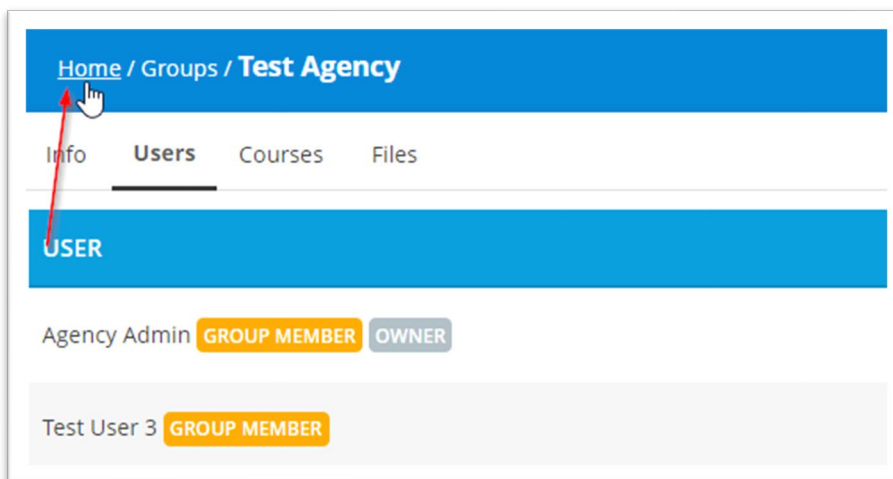 Home / Groups / Test Agency
Info Users Courses Files
USER
Agency Admin GROUP MEMBER OWNER
Test User 3 GROUP MEMBER